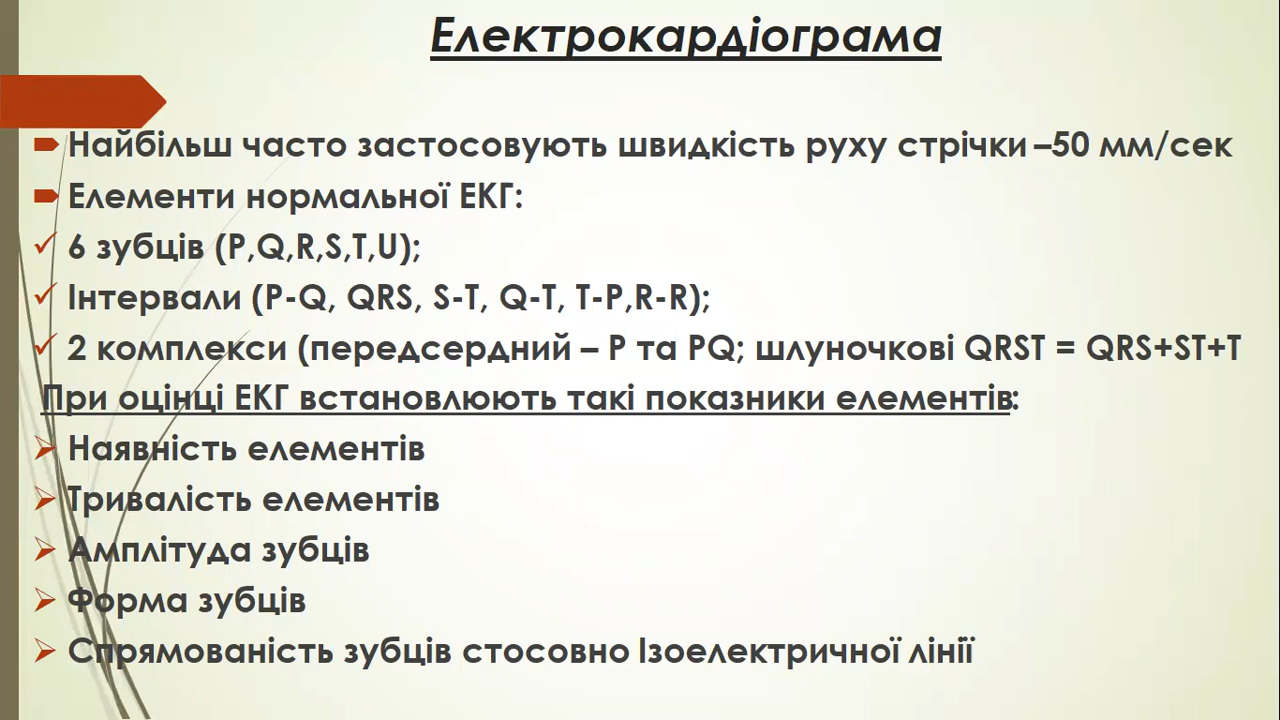 Електрокардіограма
Найбільш часто застосовують швидкість руху стрічки –50 мм/сек
Елементи нормальної ЕКГ:
6 зубців (P,Q,R,S,T,U);
Інтервали (P-Q, QRS, S-T, Q-T, T-P,R-R);
2 комплекси (передсердний – P та PQ; шлуночкові QRST = QRS+ST+T
При оцінці ЕКГ встановлюють такі показники елементів:
Наявність елементів
Тривалість елементів
Амплітуда зубців
Форма зубців
Спрямованість зубців стосовно Ізоелектричної лінії